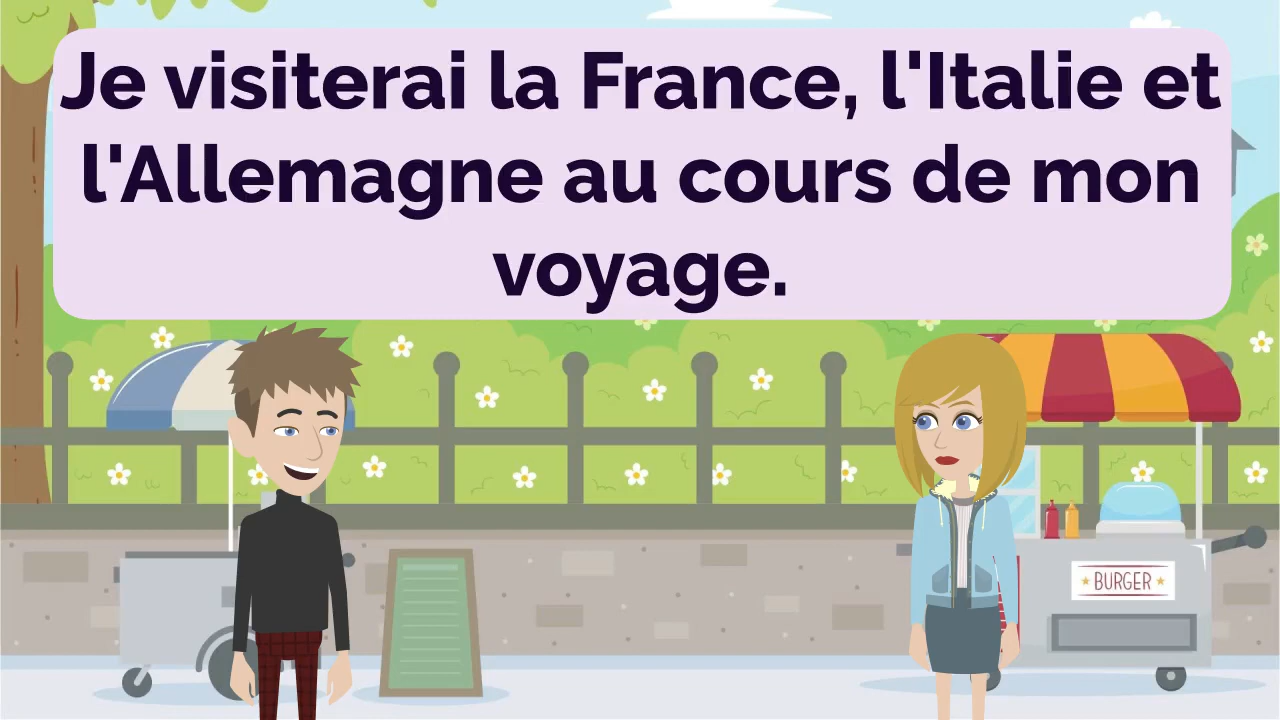 Je visiterai la France, l'Italie et
l'Allemagne au cours de mon
voyage.
BURGER